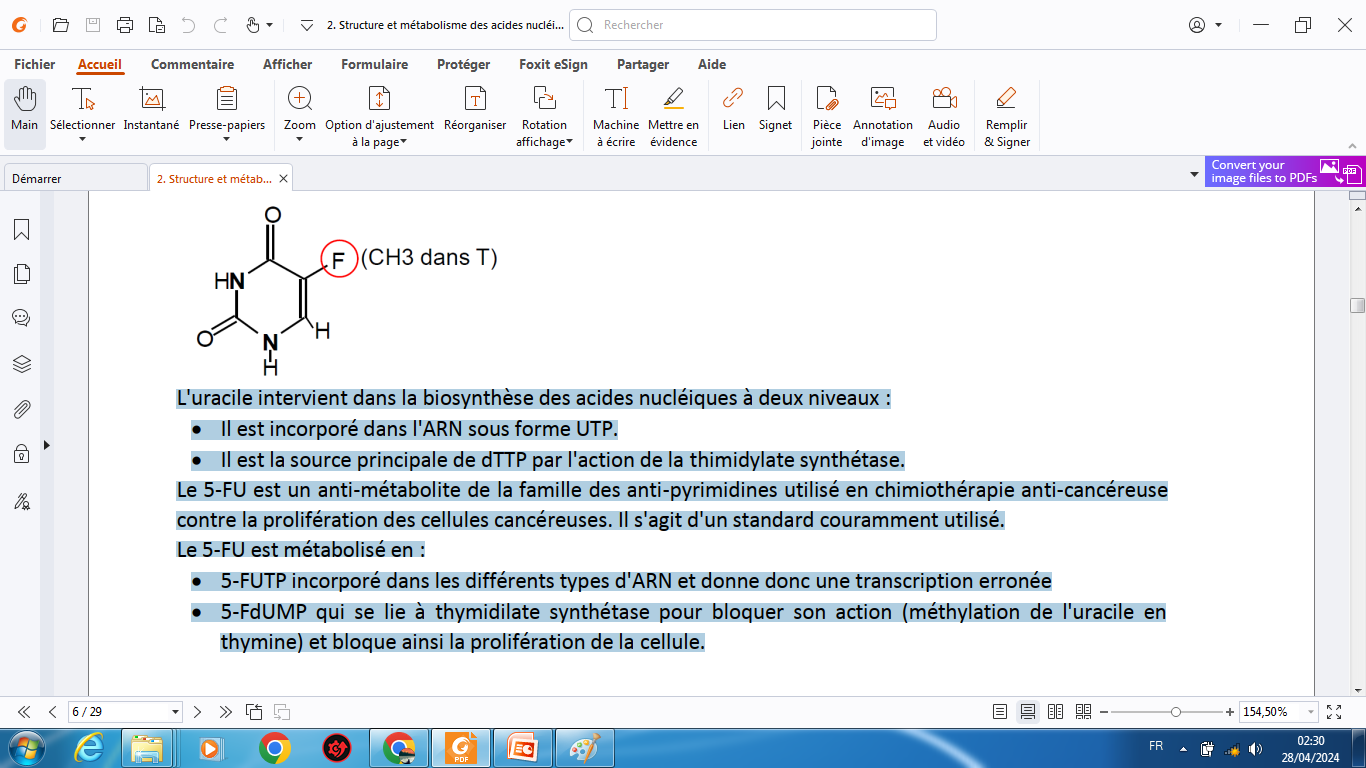 2. Structure et métabolisme des acides nucléi...
Rechercher
Fichier Accueil Commentaire Afficher Formulaire Protéger Foxit eSign Partager Aide
Main Sélectionner Instantané Presse-papiers Zoom Option d'ajustement à la page Réorganiser Rotation affichage Machine à écrire Mettre en évidence Lien Signet Pièce jointe Annotation d'image Audio et vidéo Remplir & Signer
Démarrer
2. Structure et métab...
Convert your
image files to PDFs
PDF
O
F (CH3 dans T)
HN
O
N
H
H
L'uracile intervient dans la biosynthèse des acides nucléiques à deux niveaux :
• Il est incorporé dans l'ARN sous forme UTP.
• Il est la source principale de dTTP par l'action de la thimidylate synthétase.
Le 5-FU est un anti-métabolite de la famille des anti-pyrimidines utilisé en chimiothérapie anti-cancéreuse
contre la prolifération des cellules cancéreuses. Il s'agit d'un standard couramment utilisé.
Le 5-FU est métabolisé en :
• 5-FUTP incorporé dans les différents types d'ARN et donne donc une transcription erronée
• 5-FdUMP qui se lie à thymidilate synthétase pour bloquer son action (méthylation de l'uracile en
thymine) et bloque ainsi la prolifération de la cellule.
6 / 29
154,50%
PDF
FR
02:30
28/04/2024